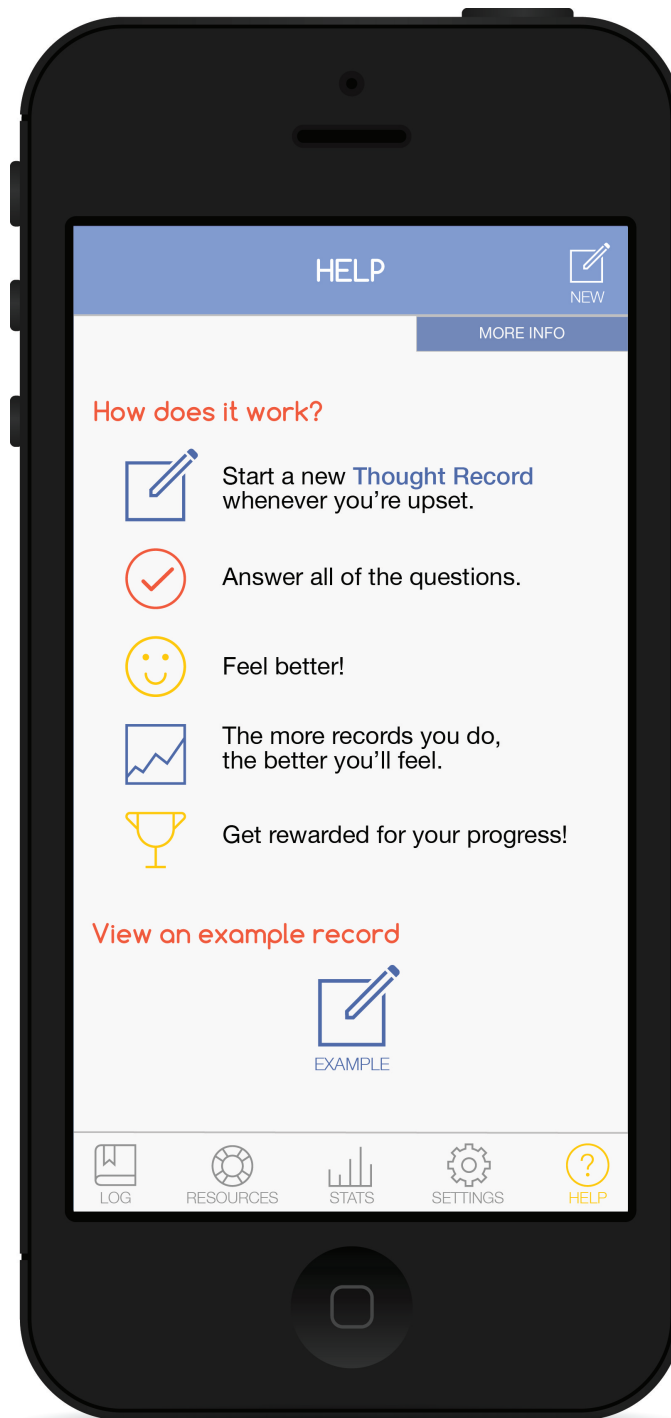 HELP
NEW
MORE INFO
How does it work?
Start a new Thought Record
whenever you’re upset.
Answer all of the questions.
Feel better!
The more records you do,
the better you’ll feel.
Get rewarded for your progress!
View an example record
EXAMPLE
LOG
RESOURCES
STATS
SETTINGS
?
HELP